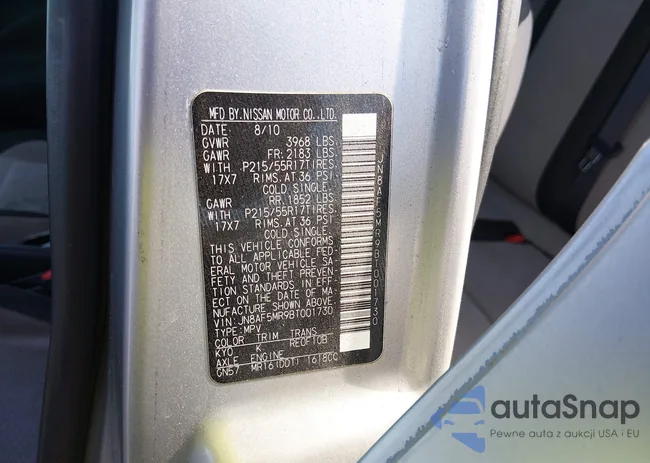 MFD BY.NISSAN MOTOR CO.,LTD.
DATE 8/10
GVWR 3968 LBS
GAWR FR: 2183 LBS
WITH P215/55R17TIRES,
17X7 RIMS.AT 36 PSI
COLD SINGLE
GAWR RR 1852 LBS
WITH P215/55R17TIRES,
17X7 RIMS.AT 36 PSI
COLD SINGLE.
THIS VEHICLE CONFORMS
TO ALL APPLICABLE FED-
ERAL MOTOR VEHICLE SA-
FETY AND THEFT PREVEN-
TION STANDARDS IN EFF-
ECT ON THE DATE OF MA-
NUFACTURE SHOWN ABOVE.
VIN: JN8AF5MR9BT001730
TYPE:MPV
COLOR TRIM TRANS
KY0 K RE0F10B
AXLE ENGINE
GN57 MR16(DDT) 1618CC
JN8AF5MR9BT001730
autaSnap
Pewne auta z aukcji USA i EU